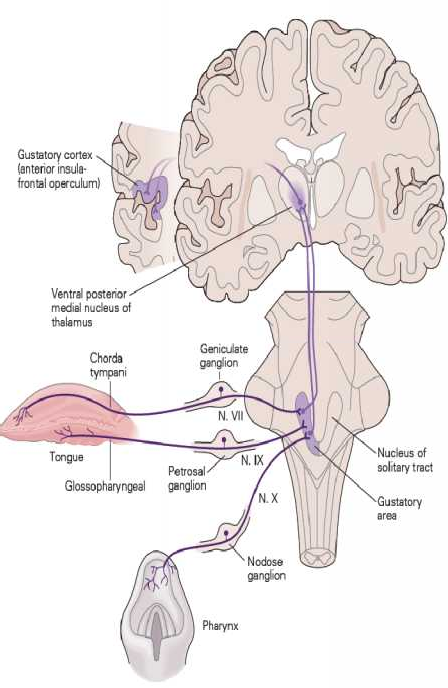 Gustatory cortex
(anterior insula-
frontal operculum)
Ventral posterior
medial nucleus of
thalamus
Chorda
tympani
Geniculate
ganglion
N. VII
Tongue
Glossopharyngeal
Petrosal
ganglion
N. IX
N. X
Nucleus of
solitary tract
Gustatory
area
Nodose
ganglion
Pharynx